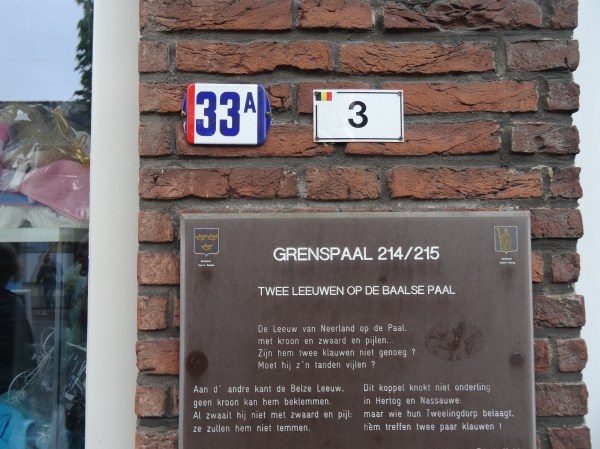 33 A
3
GRENSPAAL 214/215
TWEE LEEUWEN OP DE BAALSE PAAL
De Leeuw van Neerland op de Paal,
met kroon en zwaard en pijlen...
Zijn hem twee klauwen niet genoeg ?
Moet hij z'n tanden vijlen ?
Aan d' andre kant de Belze Leeuw,
geen kroon kan hem beklemmen.
Al zwaait hij niet met zwaard en pijl:
ze zullen hem niet temmen.
Dit koppel knokt niet onderling
in Hertog en Nassauwe:
maar wie hun Tweelingdorp belaagt,
hèm treffen twee paar klauwen !